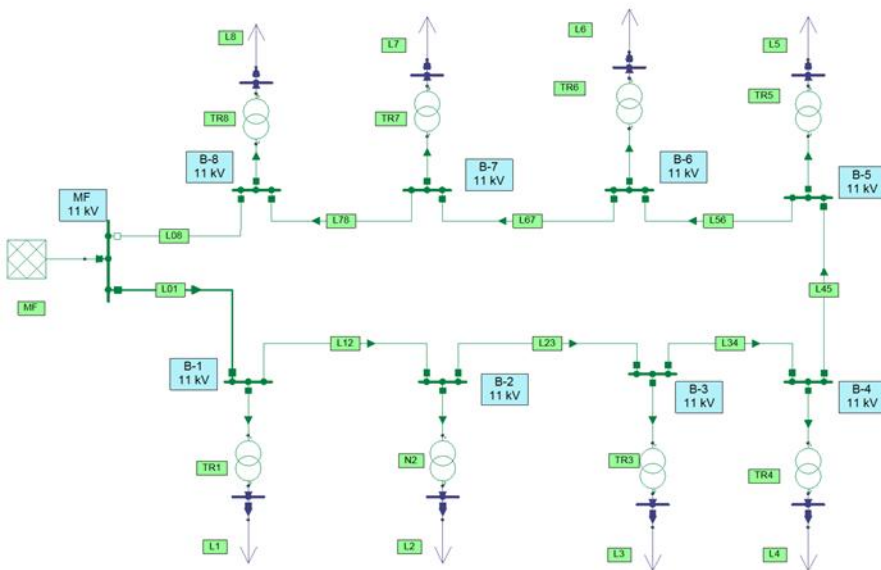 L8
L7
L6
L5
TR8
TR7
TR6
TR5
B-8
11 kV
B-7
11 kV
B-6
11 kV
B-5
11 kV
MF
11 kV
L08
L78
L67
L56
MF
L01
L45
L12
L23
L34
B-1
11 kV
B-2
11 kV
B-3
11 kV
B-4
11 kV
TR1
N2
TR3
TR4
L1
L2
L3
L4